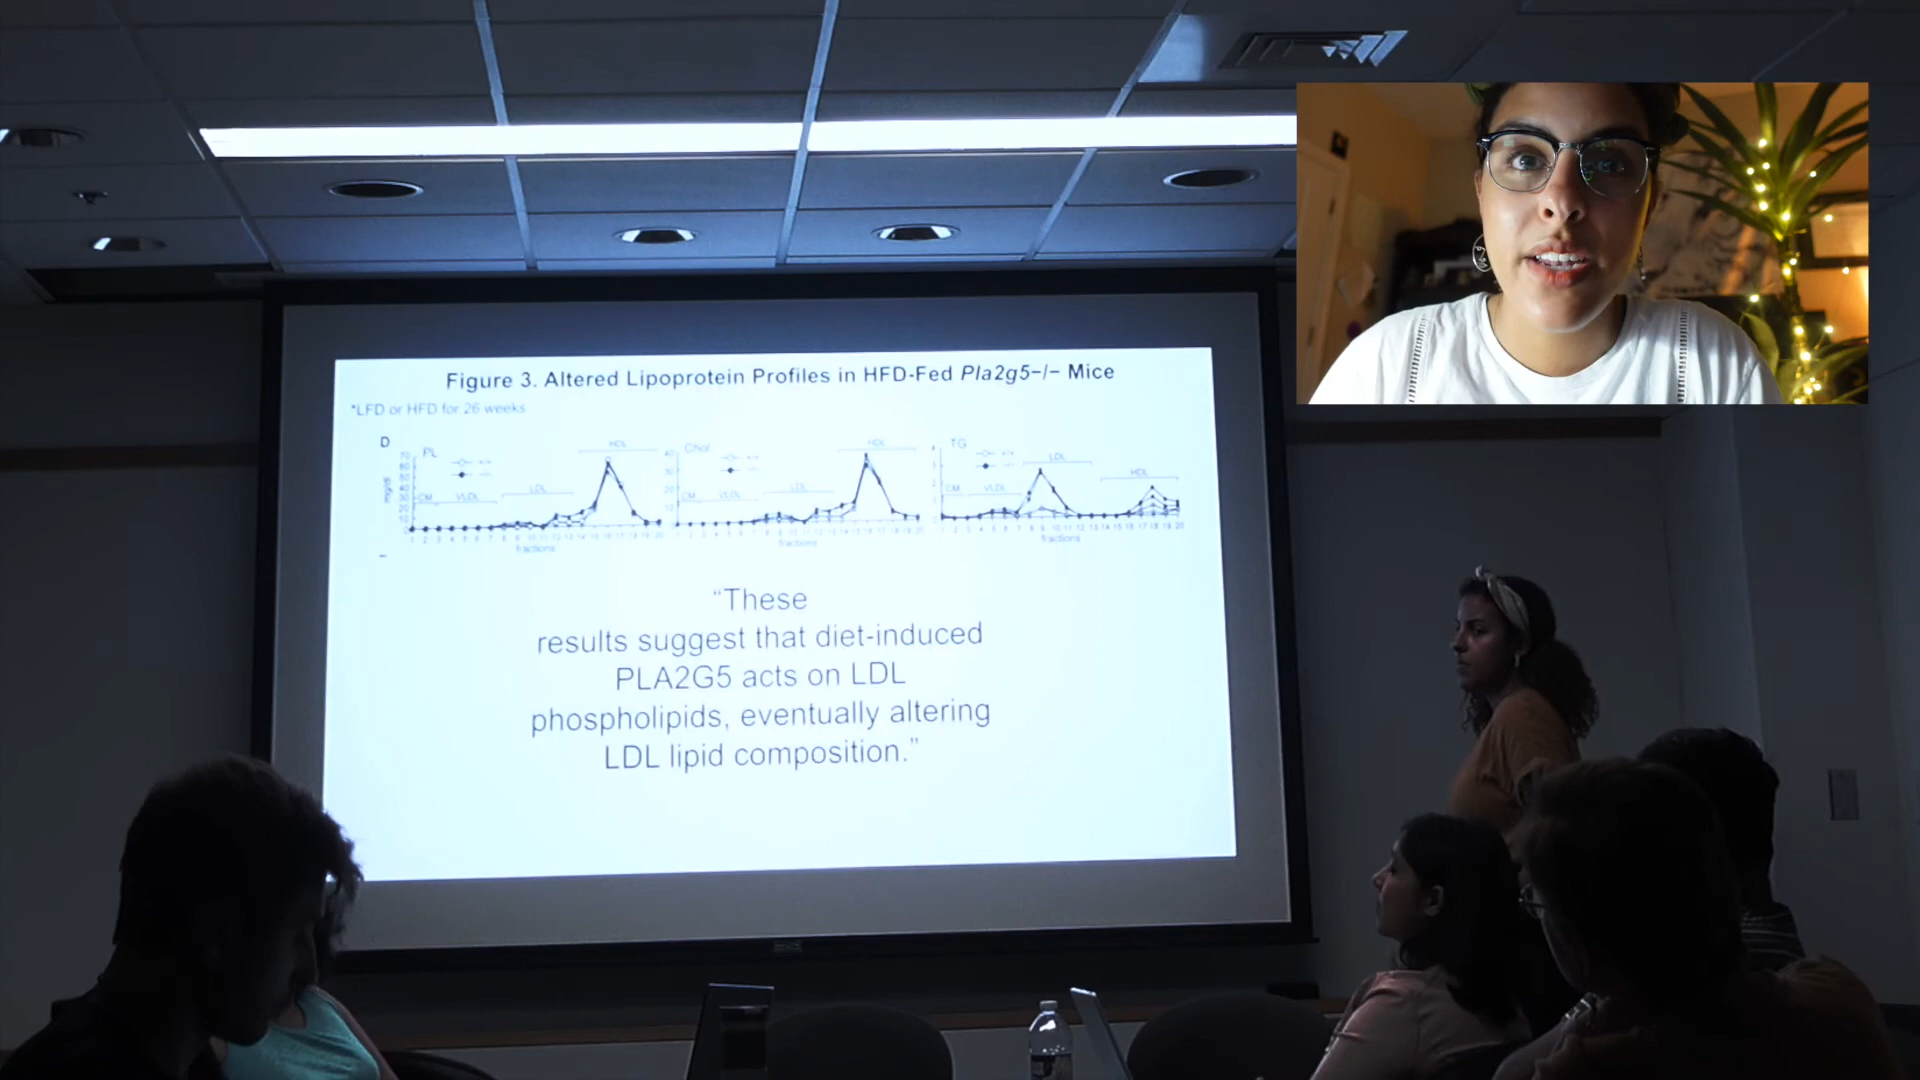 Figure 3. Altered Lipoprotein Profiles in HFD-Fed Pla2g5−/− Mice
*LFD or HFD for 26 weeks
D
PL
HDL
CM
VLDL
LDL
mg/dl
fractions
Chol
HDL
CM
VLDL
LDL
fractions
TG
LDL
CM
VLDL
HDL
fractions
“These
results suggest that diet-induced
PLA2G5 acts on LDL
phospholipids, eventually altering
LDL lipid composition.”